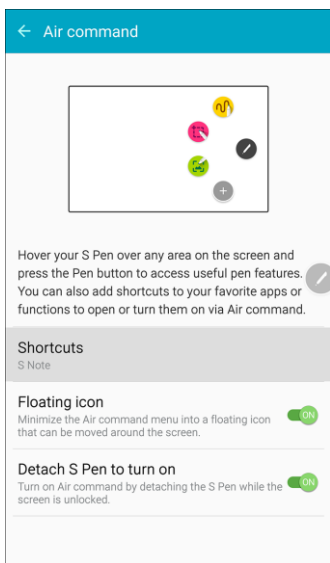 Air command
Hover your S Pen over any area on the screen and
press the Pen button to access useful pen features.
You can also add shortcuts to your favorite apps or
functions to open or turn them on via Air command.
Shortcuts
S Note
Floating icon
Minimize the Air command menu into a floating icon
that can be moved around the screen.
ON
Detach S Pen to turn on
Turn on Air command by detaching the S Pen while the
screen is unlocked.
ON